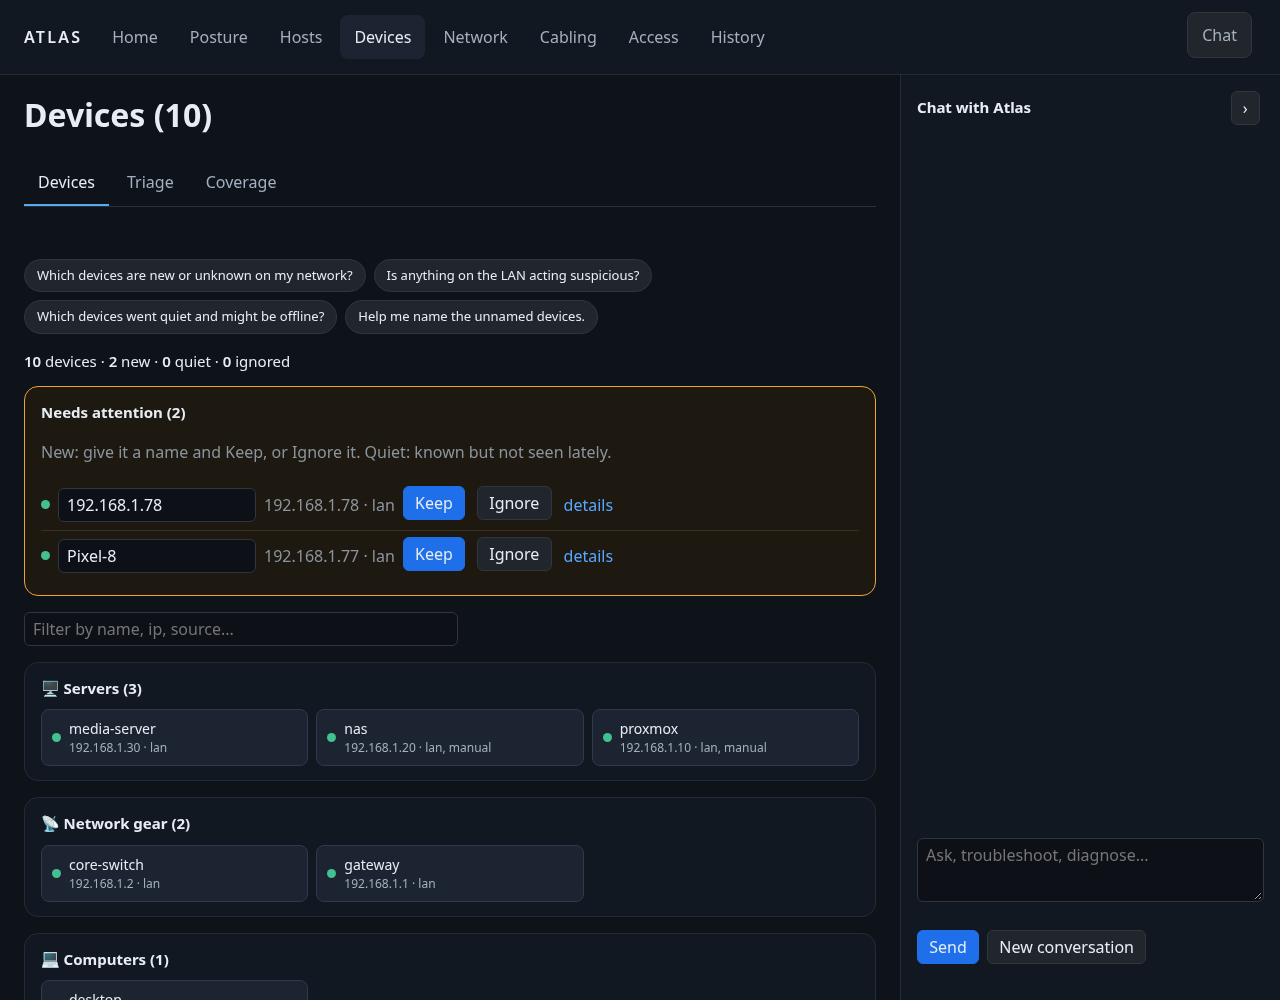 ATLAS Home Posture Hosts Devices Network Cabling Access History Chat
Devices (10)
Devices Triage Coverage
Which devices are new or unknown on my network? Is anything on the LAN acting suspicious?
Which devices went quiet and might be offline? Help me name the unnamed devices.
10 devices · 2 new · 0 quiet · 0 ignored
Needs attention (2)
New: give it a name and Keep, or Ignore it. Quiet: known but not seen lately.
192.168.1.78 192.168.1.78 · lan Keep Ignore details
Pixel-8 192.168.1.77 · lan Keep Ignore details
Filter by name, ip, source...
Servers (3)
media-server
192.168.1.30 · lan
nas
192.168.1.20 · lan, manual
proxmox
192.168.1.10 · lan, manual
Network gear (2)
core-switch
192.168.1.2 · lan
gateway
192.168.1.1 · lan
Computers (1)
desktop
Chat with Atlas ›
Ask, troubleshoot, diagnose...
Send New conversation